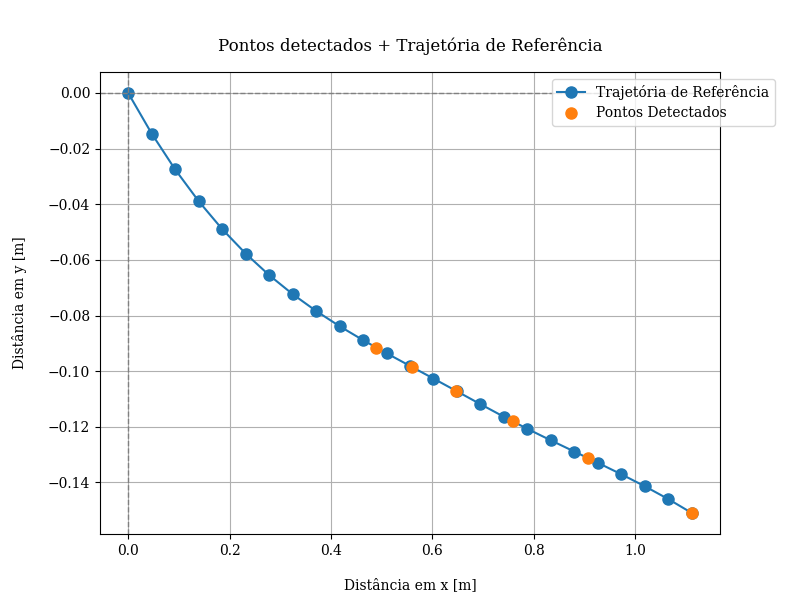 Pontos detectados + Trajetória de Referência
Trajetória de Referência
Pontos Detectados
0.00
−0.02
−0.04
−0.06
−0.08
−0.10
−0.12
−0.14
Distância em y [m]
0.0 0.2 0.4 0.6 0.8 1.0
Distância em x [m]